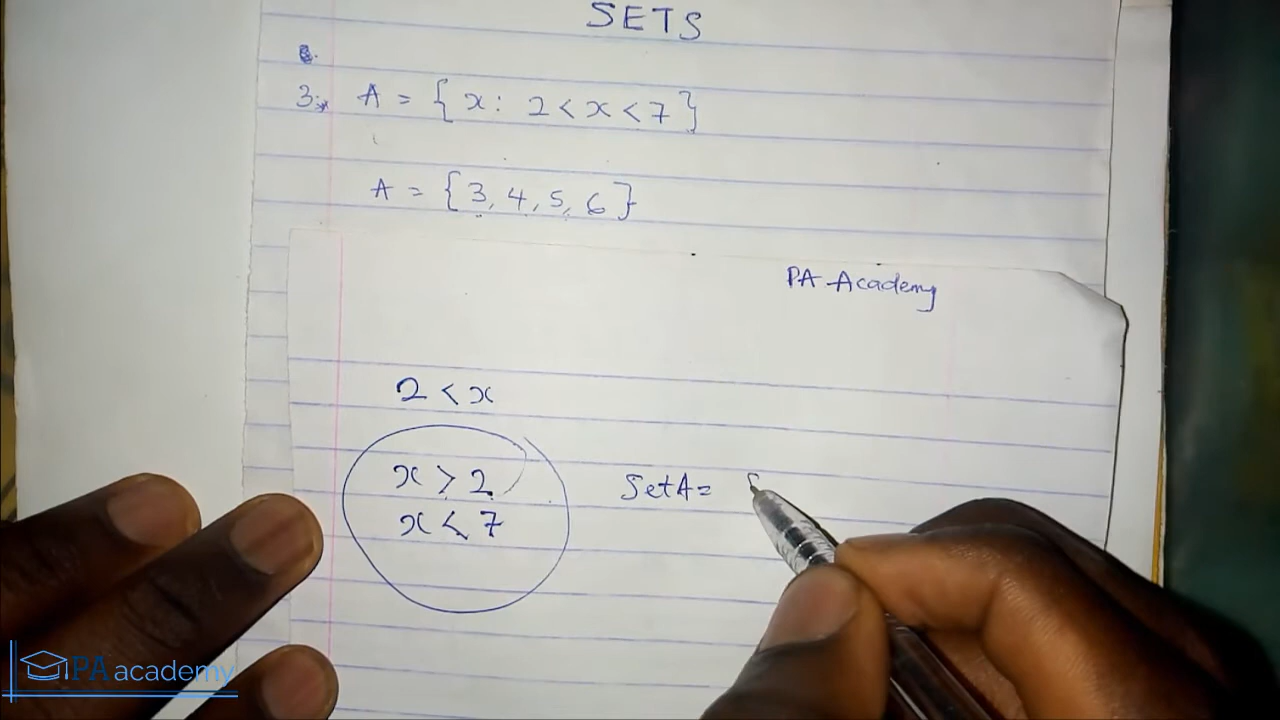 SETS
3. A = { x : 2 < x < 7 }
A = { 3, 4, 5, 6 }
PA Academy
2 < x
x > 2
x < 7
Set A =
PA academy